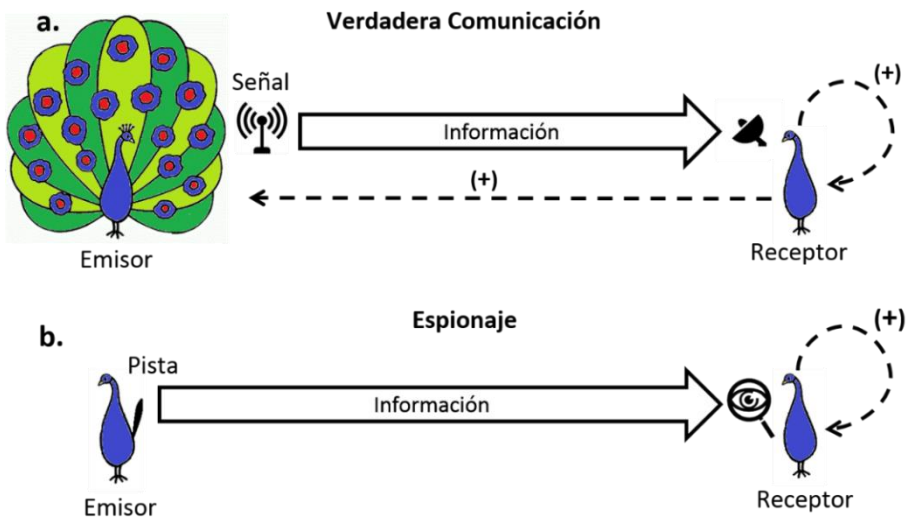 a.
Verdadera Comunicación
Señal
Información
(+)
(+)
Emisor
Receptor
b.
Espionaje
Pista
Información
(+)
Emisor
Receptor